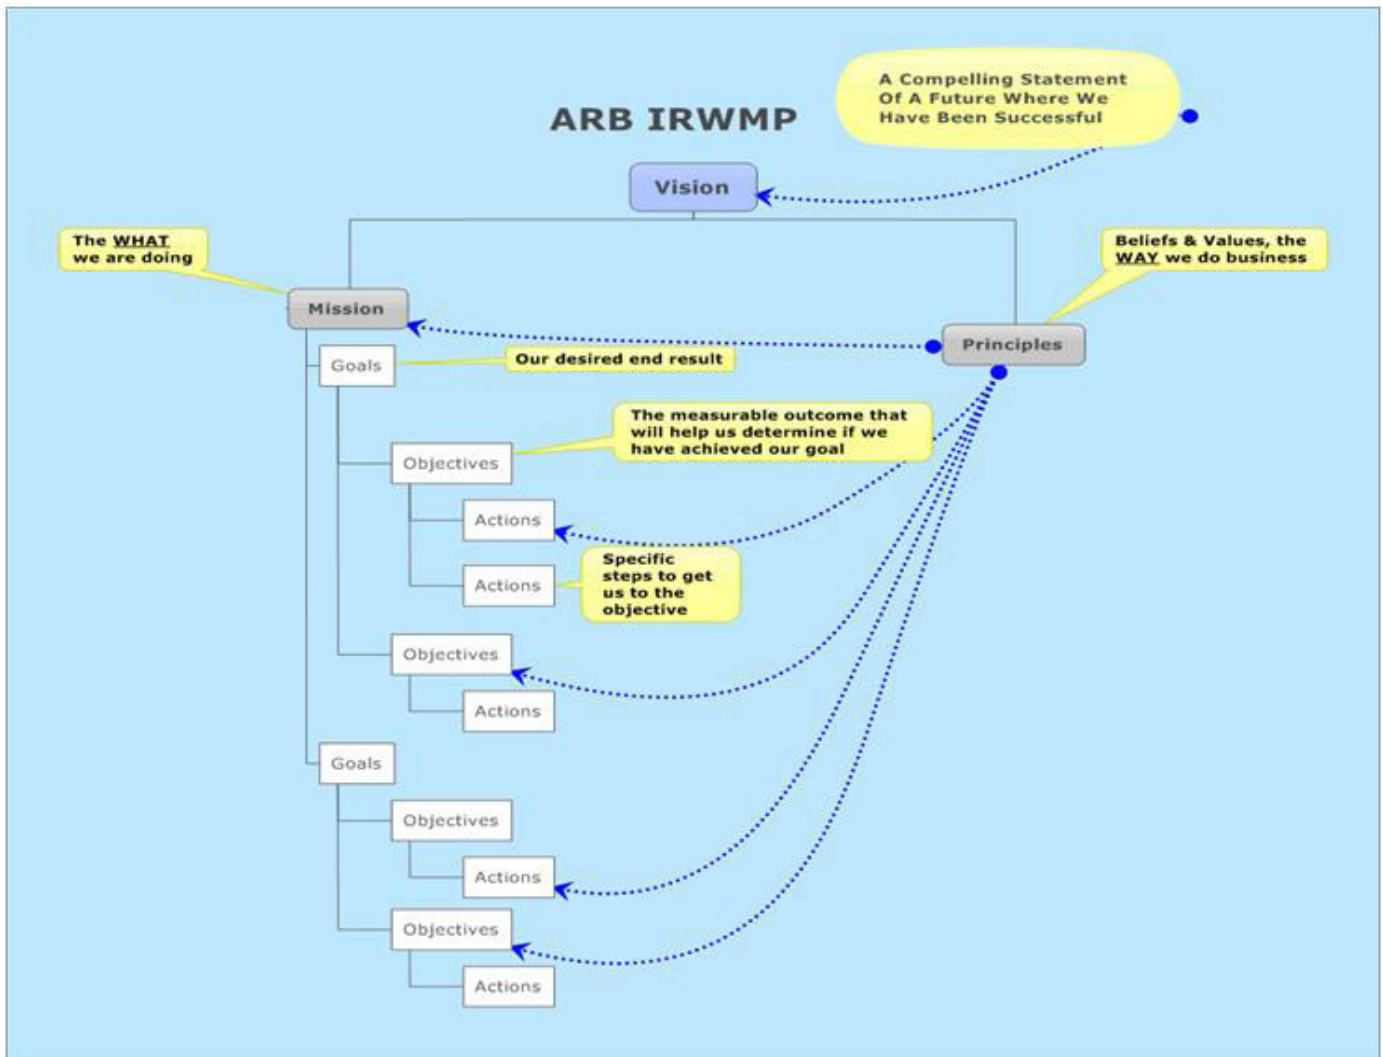 A Compelling Statement
Of A Future Where We
Have Been Successful
ARB IRWMP
Vision
The WHAT
we are doing
Beliefs & Values, the
WAY we do business
Mission
Principles
Goals
Our desired end result
The measurable outcome that
will help us determine if we
have achieved our goal
Objectives
Actions
Specific
steps to get
us to the
objective
Actions
Objectives
Actions
Goals
Objectives
Actions
Objectives
Actions